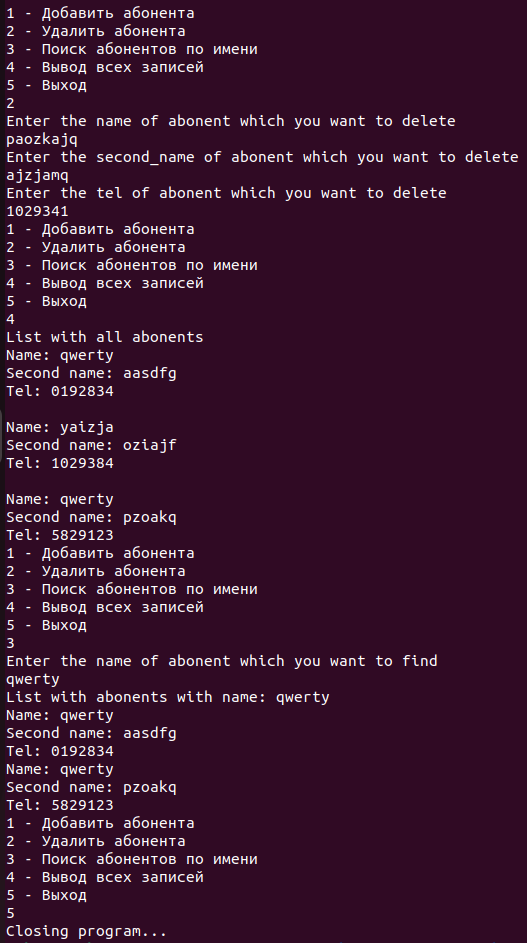 1 - Добавить абонента
2 - Удалить абонента
3 - Поиск абонентов по имени
4 - Вывод всех записей
5 - Выход
2
Enter the name of abonent which you want to delete
paozkajq
Enter the second_name of abonent which you want to delete
ajzjamq
Enter the tel of abonent which you want to delete
1029341
1 - Добавить абонента
2 - Удалить абонента
3 - Поиск абонентов по имени
4 - Вывод всех записей
5 - Выход
4
List with all abonents
Name: qwerty
Second name: aasdfg
Tel: 0192834

Name: yaizja
Second name: oziajf
Tel: 1029384

Name: qwerty
Second name: pzoakq
Tel: 5829123
1 - Добавить абонента
2 - Удалить абонента
3 - Поиск абонентов по имени
4 - Вывод всех записей
5 - Выход
3
Enter the name of abonent which you want to find
qwerty
List with abonents with name: qwerty
Name: qwerty
Second name: aasdfg
Tel: 0192834
Name: qwerty
Second name: pzoakq
Tel: 5829123
1 - Добавить абонента
2 - Удалить абонента
3 - Поиск абонентов по имени
4 - Вывод всех записей
5 - Выход
5
Closing program...